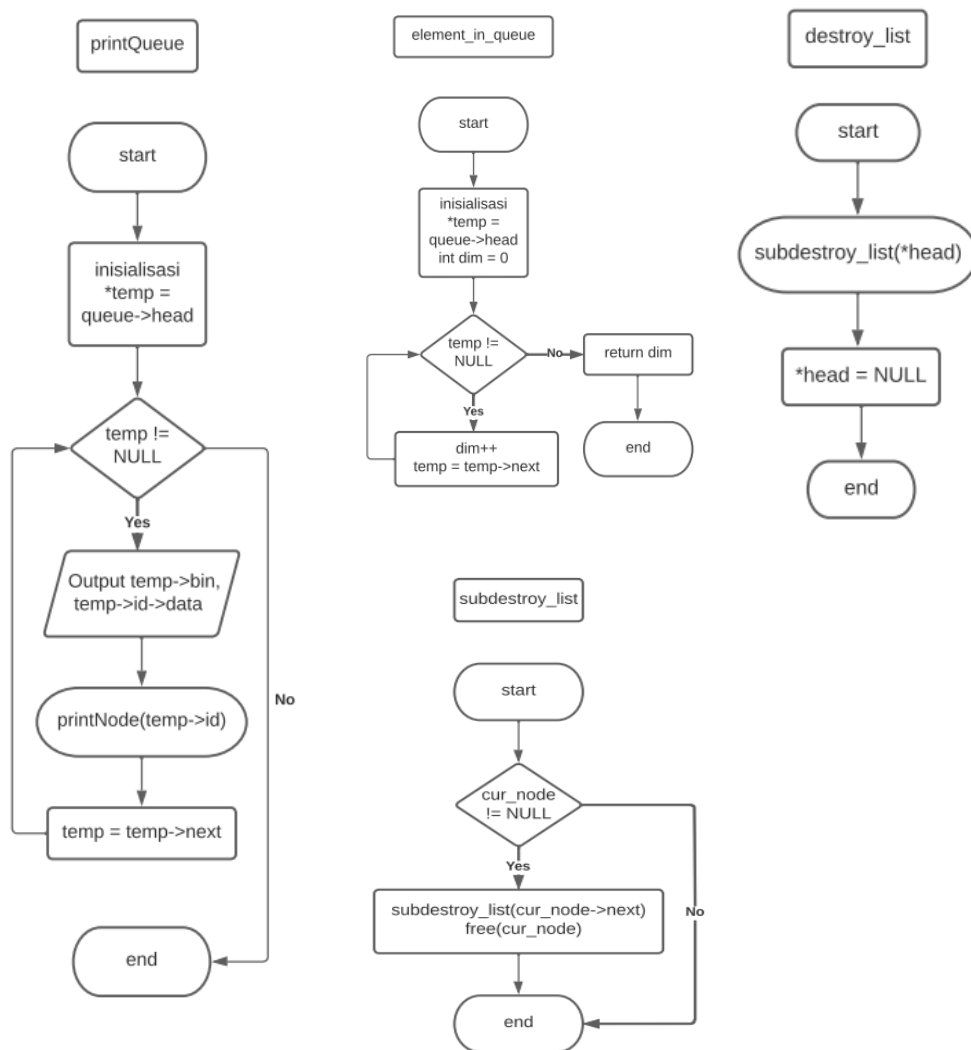 printQueue
start
inisialisasi
*temp =
queue->head
temp !=
NULL
Yes
Output temp->bin,
temp->id->data
printNode(temp->id)
temp = temp->next
No
end
element_in_queue
start
inisialisasi
*temp =
queue->head
int dim = 0
temp !=
NULL
No
return dim
Yes
dim++
temp = temp->next
end
destroy_list
start
subdestroy_list(*head)
*head = NULL
end
subdestroy_list
start
cur_node
!= NULL
Yes
subdestroy_list(cur_node->next)
free(cur_node)
No
end